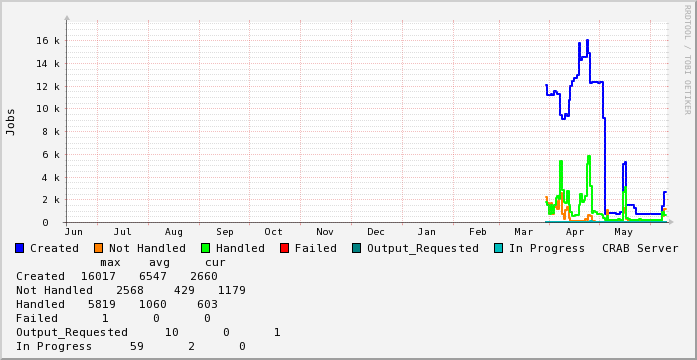 RRDTOOL / TOBI OETIKER
Jobs
16 k
14 k
12 k
10 k
8 k
6 k
4 k
2 k
0
Jun Jul Aug Sep Oct Nov Dec Jan Feb Mar Apr May
Created Not Handled Handled Failed Output_Requested In Progress CRAB Server
max avg cur
Created 16017 6547 2660
Not Handled 2568 429 1179
Handled 5819 1060 603
Failed 1 0 0
Output_Requested 10 0 1
In Progress 59 2 0